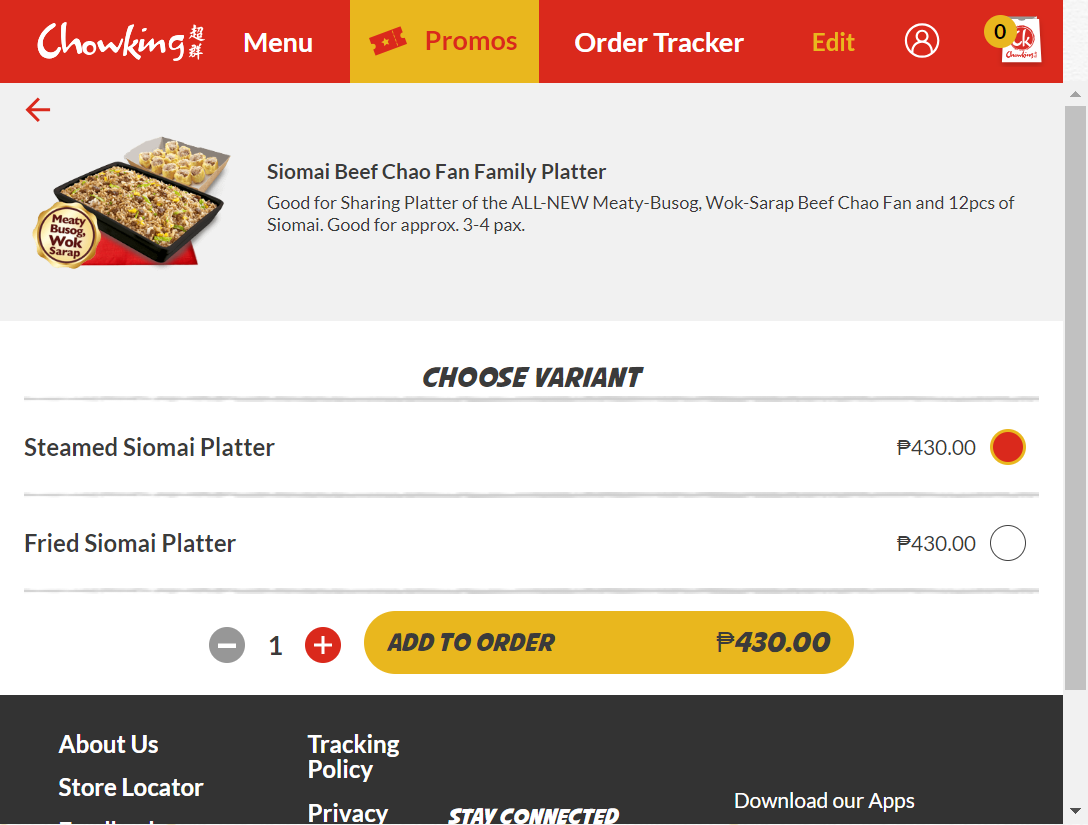 Chowking 超群
Menu
Promos
Order Tracker
Edit
0
Ck
Chowking
Siomai Beef Chao Fan Family Platter
Good for Sharing Platter of the ALL-NEW Meaty-Busog, Wok-Sarap Beef Chao Fan and 12pcs of
Siomai. Good for approx. 3-4 pax.
Meaty
Busog,
Wok
Sarap
CHOOSE VARIANT
Steamed Siomai Platter ₱430.00
Fried Siomai Platter ₱430.00
1
ADD TO ORDER ₱430.00
About Us
Store Locator
Tracking
Policy
Privacy
STAY CONNECTED
Download our Apps